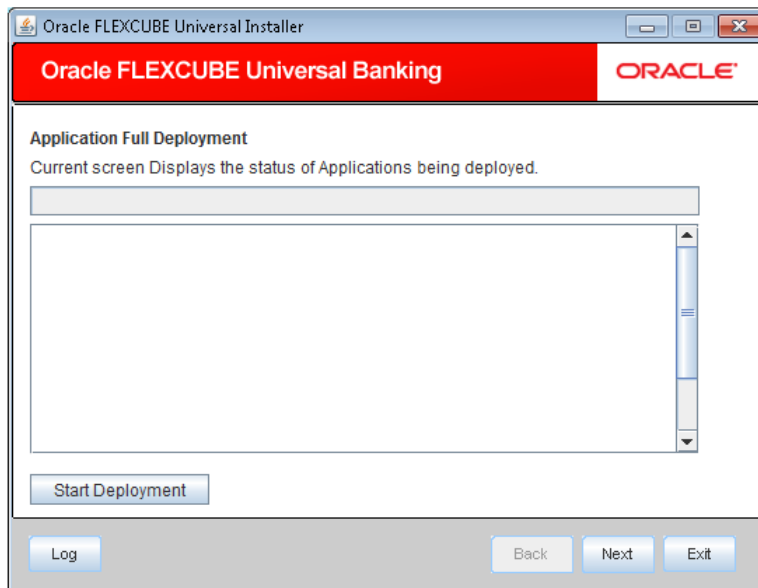 Oracle FLEXCUBE Universal Installer
Oracle FLEXCUBE Universal Banking
ORACLE®
Application Full Deployment
Current screen Displays the status of Applications being deployed.
Start Deployment
Log
Back
Next
Exit